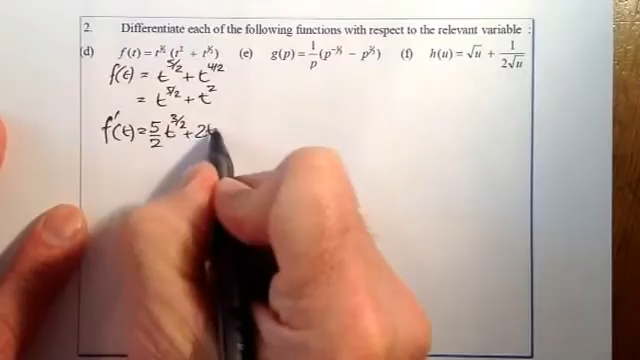 2. Differentiate each of the following functions with respect to the relevant variable :
(d) f(t) = t^½ (t² + t^³⁄₂) (e) g(p) = 1/p (p^-½ − p^³⁄₂) (f) h(u) = √u + 1/(2√u)
f(t) = t^5/2 + t^4/2
= t^5/2 + t^2
f'(t) = 5/2 t^3/2 + 2t